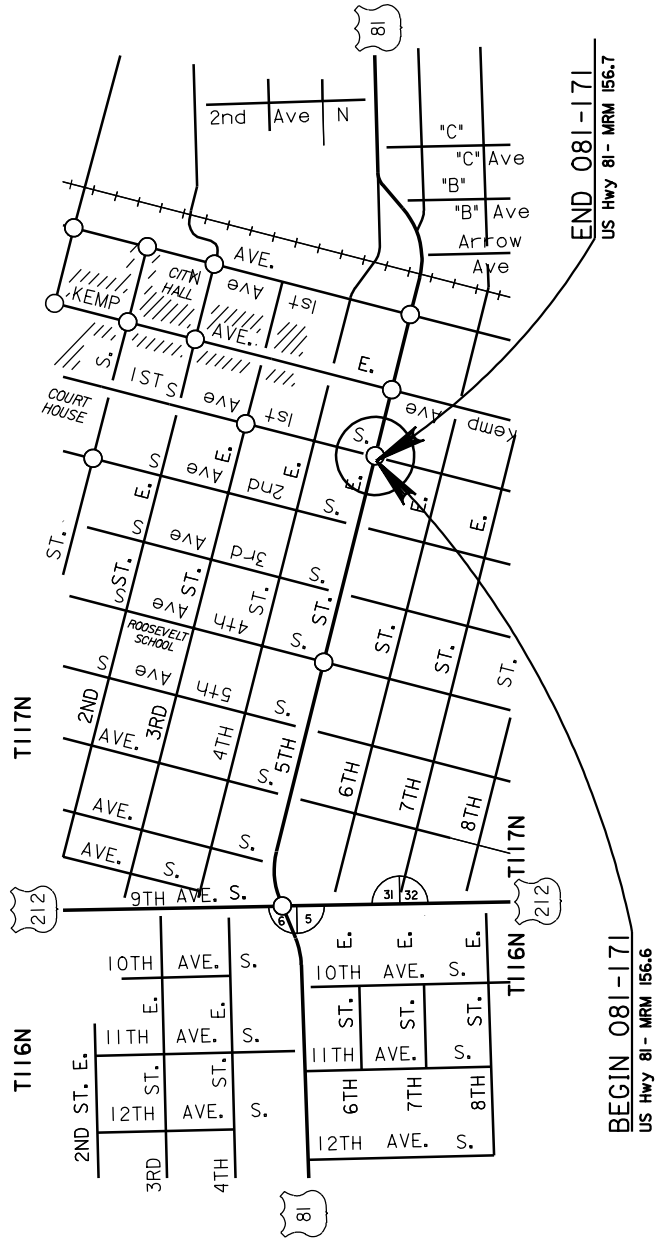 81
END 081-171
US Hwy 81 - MRM 156.7
2nd Ave N
"C"
"C" Ave
"B"
"B" Ave
Arrow
Ave
AVE.
CITY
HALL
Ave
1st
KEMP
AVE.
E.
S.
1ST S
Ave
1st
S.
Ave
Kemp
COURT
HOUSE
S
Ave
E.
2nd
E.
S.
E.
E.
E.
E.
ST.
S
Ave
3rd
S.
ST.
ST.
ST.
ST.
S
Ave
4th
S.
ST.
ST.
ST.
ROOSEVELT
SCHOOL
S
Ave
5th
S.
T117N
2ND
3RD
4TH
5TH
6TH
7TH
8TH
AVE.
S.
AVE.
S.
AVE.
S.
9TH AVE. S.
212
6
5
31
32
212
T117N
T116N
T116N
10TH AVE. S.
10TH AVE. S.
E.
E.
E.
E.
E.
11TH AVE. S.
11TH AVE. S.
ST.
ST.
ST.
ST.
ST.
12TH AVE. S.
12TH AVE. S.
2ND ST. E.
3RD
4TH
6TH
7TH
8TH
81
BEGIN 081-171
US Hwy 81 - MRM 156.6